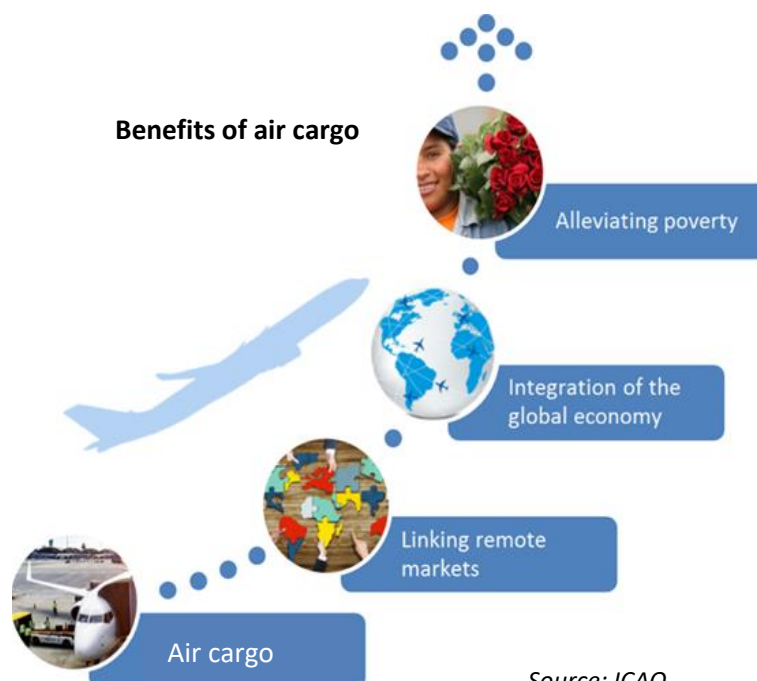 Benefits of air cargo
Alleviating poverty
Integration of the
global economy
Linking remote
markets
Air cargo
Source: ICAO